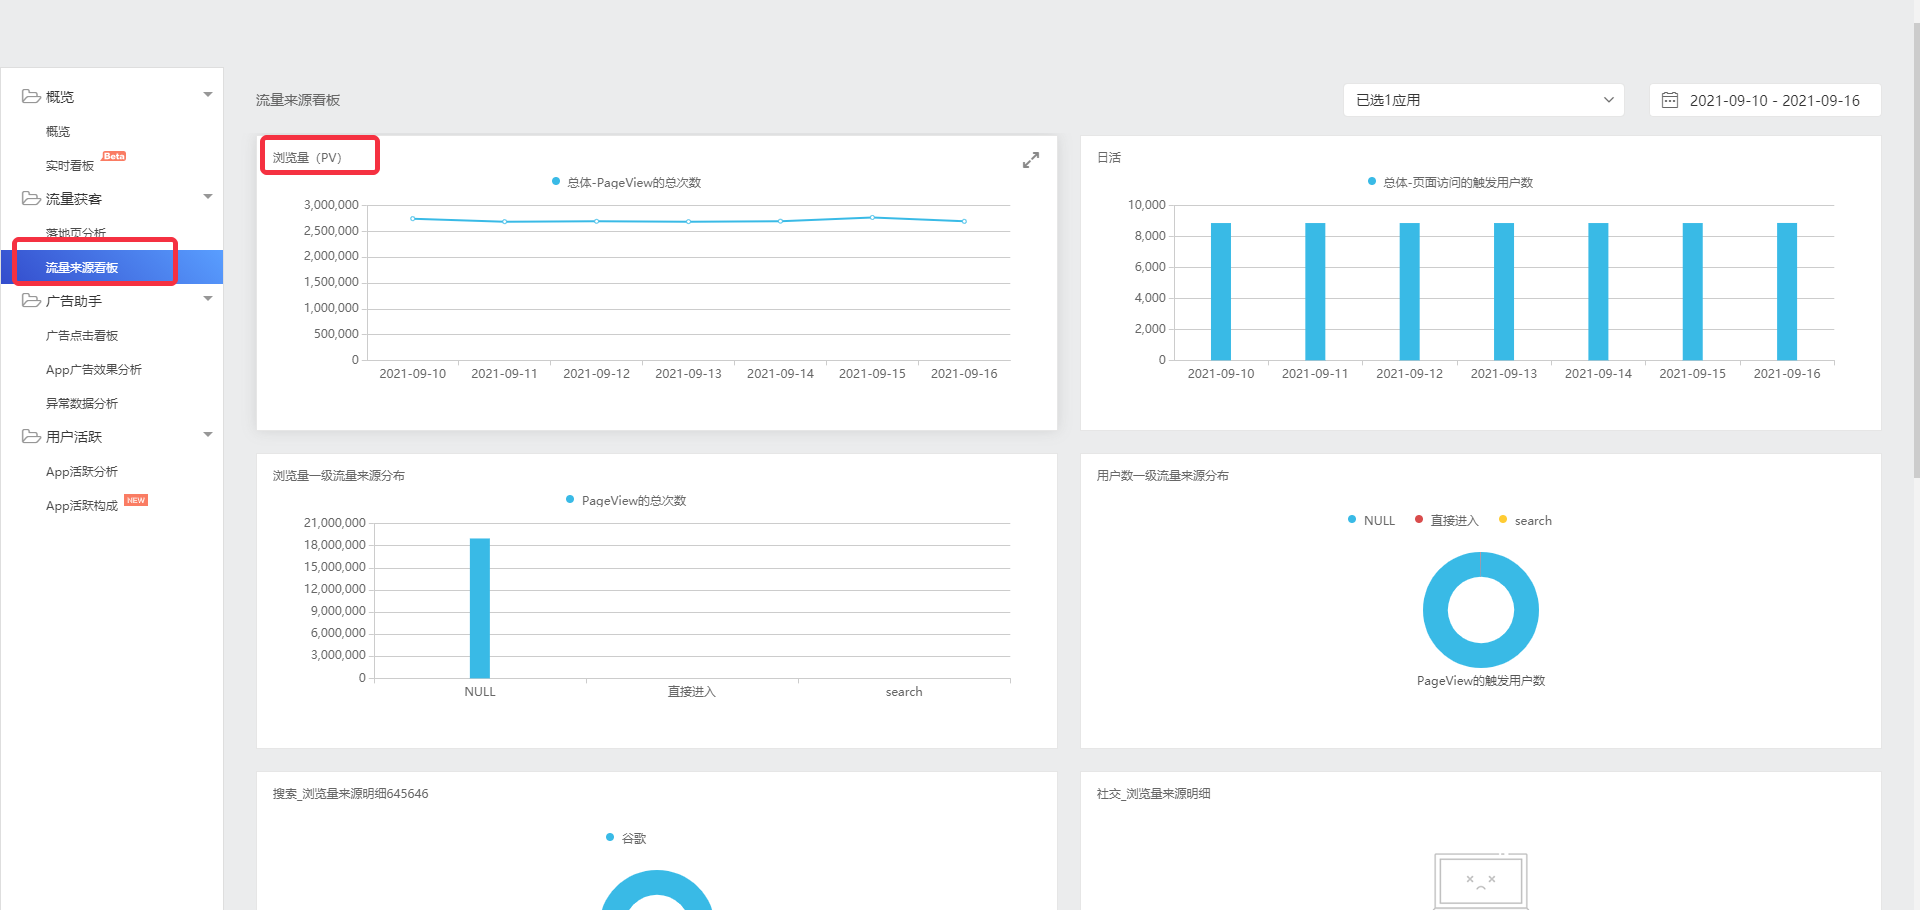 概览
概览
实时看板 Beta
流量获客
落地页分析
流量来源看板
广告助手
广告点击看板
App广告效果分析
异常数据分析
用户活跃
App活跃分析
App活跃构成 NEW
流量来源看板
已选1应用
2021-09-10 - 2021-09-16
浏览量（PV）
总体-PageView的总次数
3,000,000
2,500,000
2,000,000
1,500,000
1,000,000
500,000
0
2021-09-10 2021-09-11 2021-09-12 2021-09-13 2021-09-14 2021-09-15 2021-09-16
日活
总体-页面访问的触发用户数
10,000
8,000
6,000
4,000
2,000
0
2021-09-10 2021-09-11 2021-09-12 2021-09-13 2021-09-14 2021-09-15 2021-09-16
浏览量一级流量来源分布
PageView的总次数
21,000,000
18,000,000
15,000,000
12,000,000
9,000,000
6,000,000
3,000,000
0
NULL 直接进入 search
用户数一级流量来源分布
NULL 直接进入 search
PageView的触发用户数
搜索_浏览量来源明细645646
谷歌
社交_浏览量来源明细